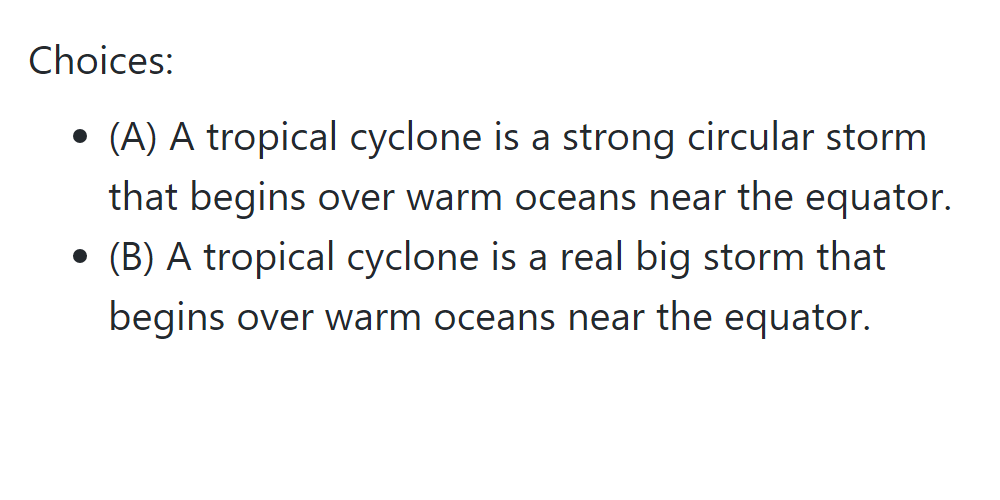 Choices:
• (A) A tropical cyclone is a strong circular storm
that begins over warm oceans near the equator.
• (B) A tropical cyclone is a real big storm that
begins over warm oceans near the equator.